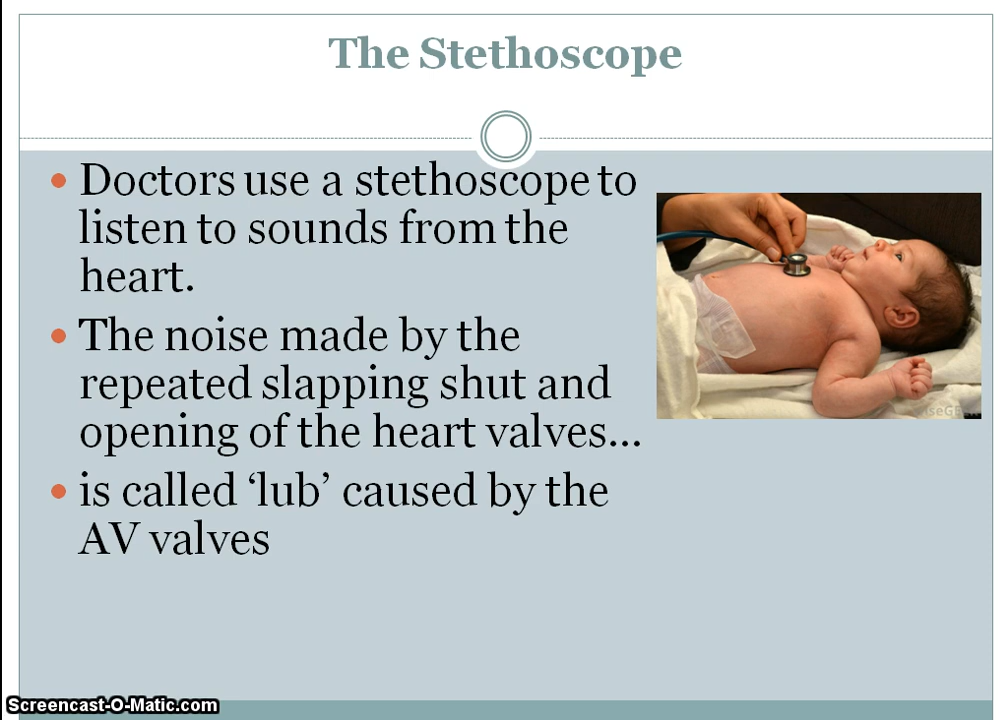 The Stethoscope
Doctors use a stethoscope to
listen to sounds from the
heart.
The noise made by the
repeated slapping shut and
opening of the heart valves...
is called ‘lub’ caused by the
AV valves
Screencast-O-Matic.com